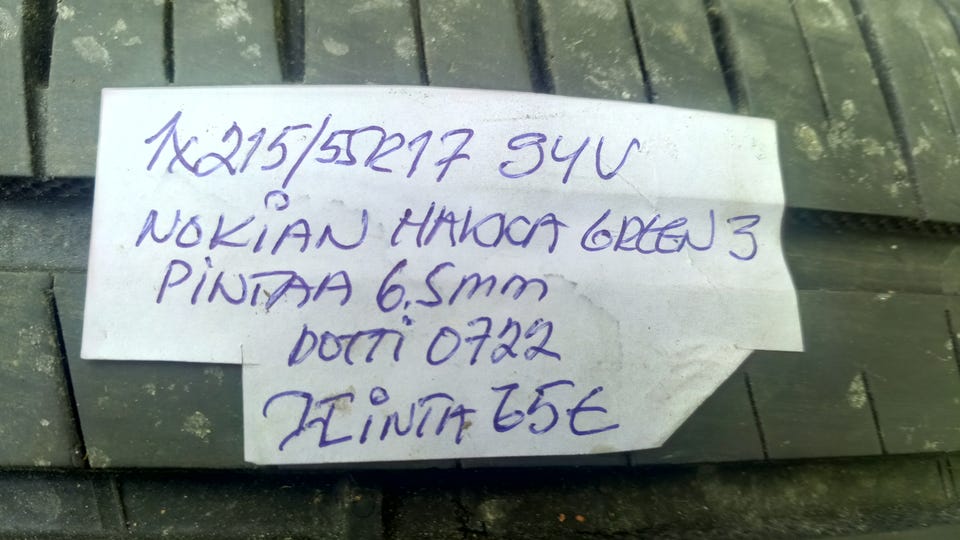 1x215/55R17 94V
NOKIAN HAKKA GREEN 3
PINTAA 6.5mm
DOTTI 0722
HINTA 65€